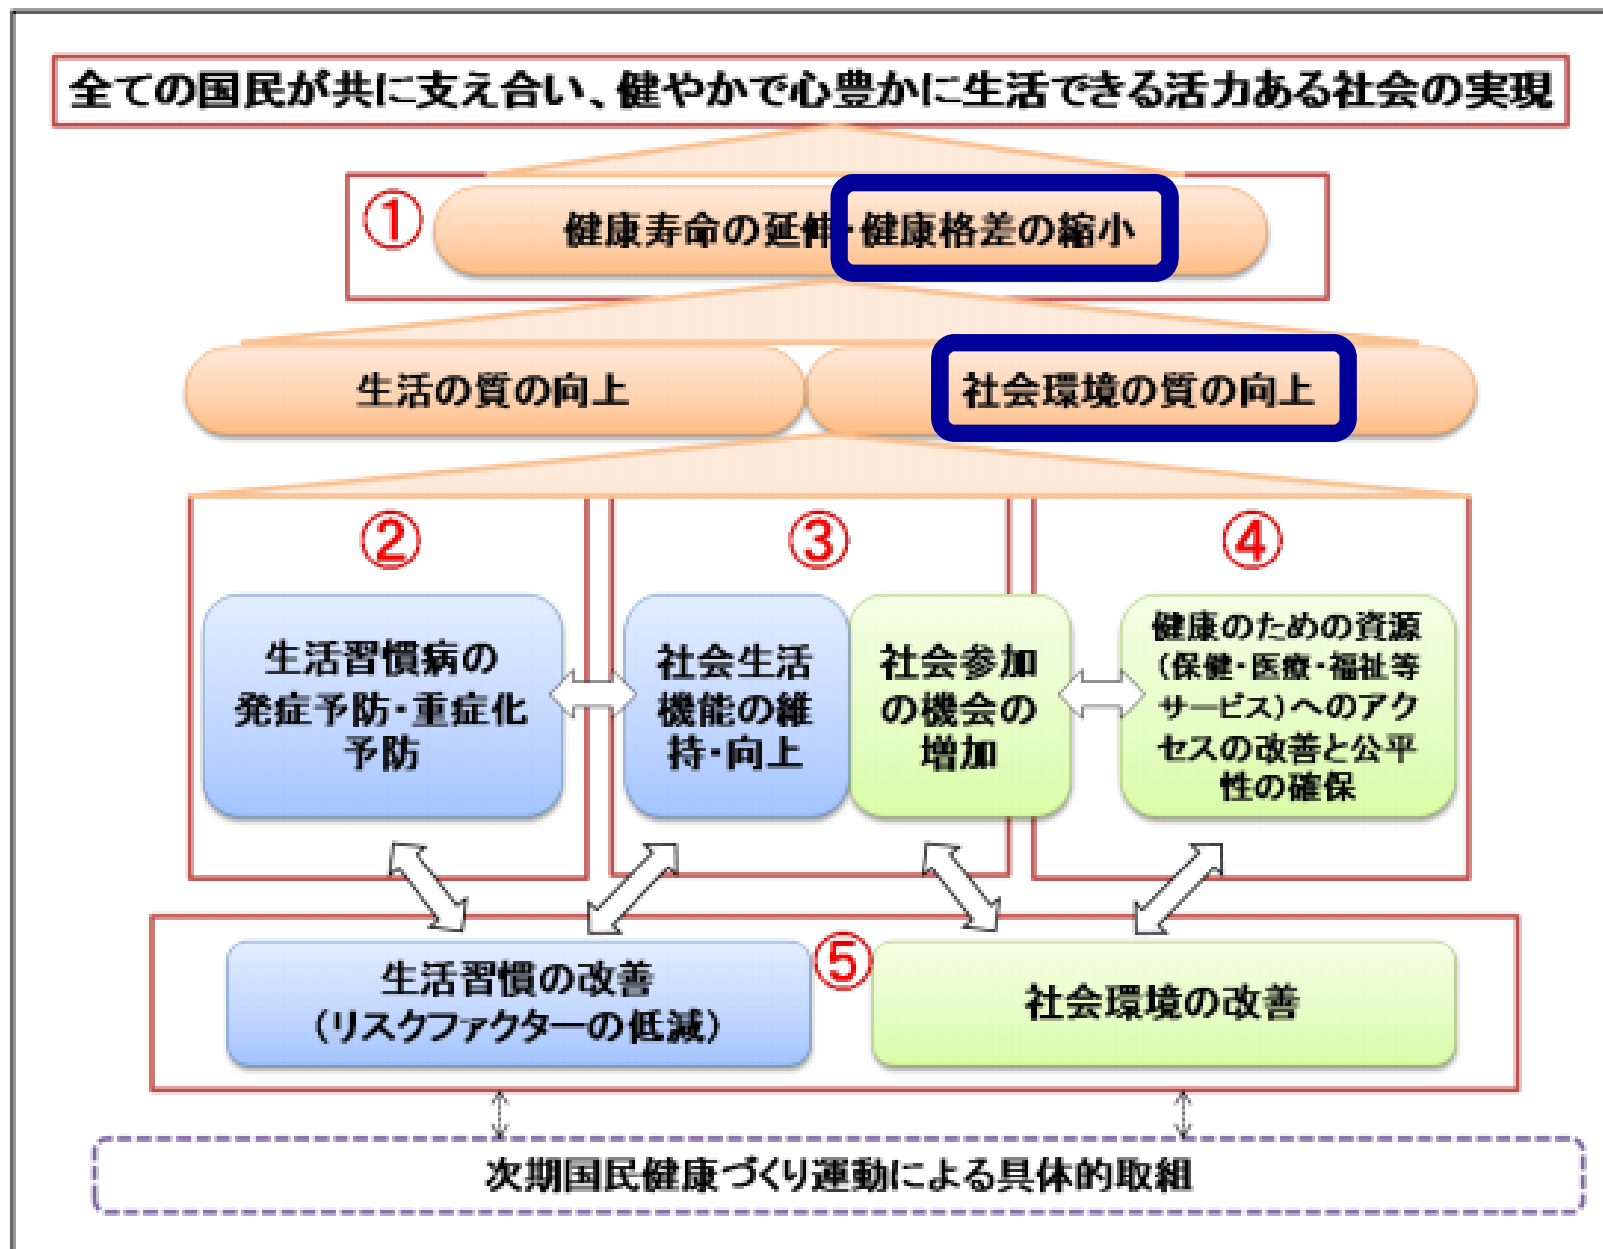 全ての国民が共に支え合い、健やかで心豊かに生活できる活力ある社会の実現
①
健康寿命の延伸・健康格差の縮小
生活の質の向上
社会環境の質の向上
②
③
④
生活習慣病の
発症予防・重症化
予防
社会生活
機能の維
持・向上
社会参加
の機会の
増加
健康のための資源
(保健・医療・福祉等
サービス)へのアク
セスの改善と公平
性の確保
⑤
生活習慣の改善
(リスクファクターの低減)
社会環境の改善
次期国民健康づくり運動による具体的取組